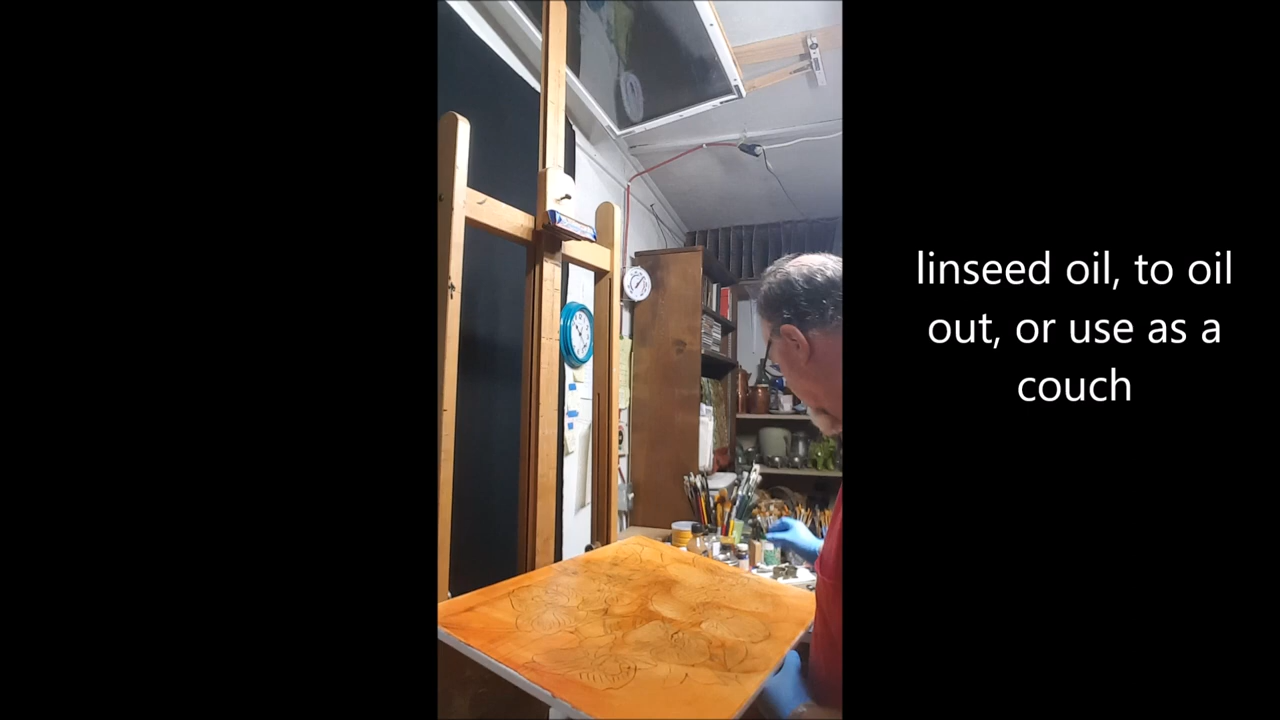 linseed oil, to oil
out, or use as a
couch